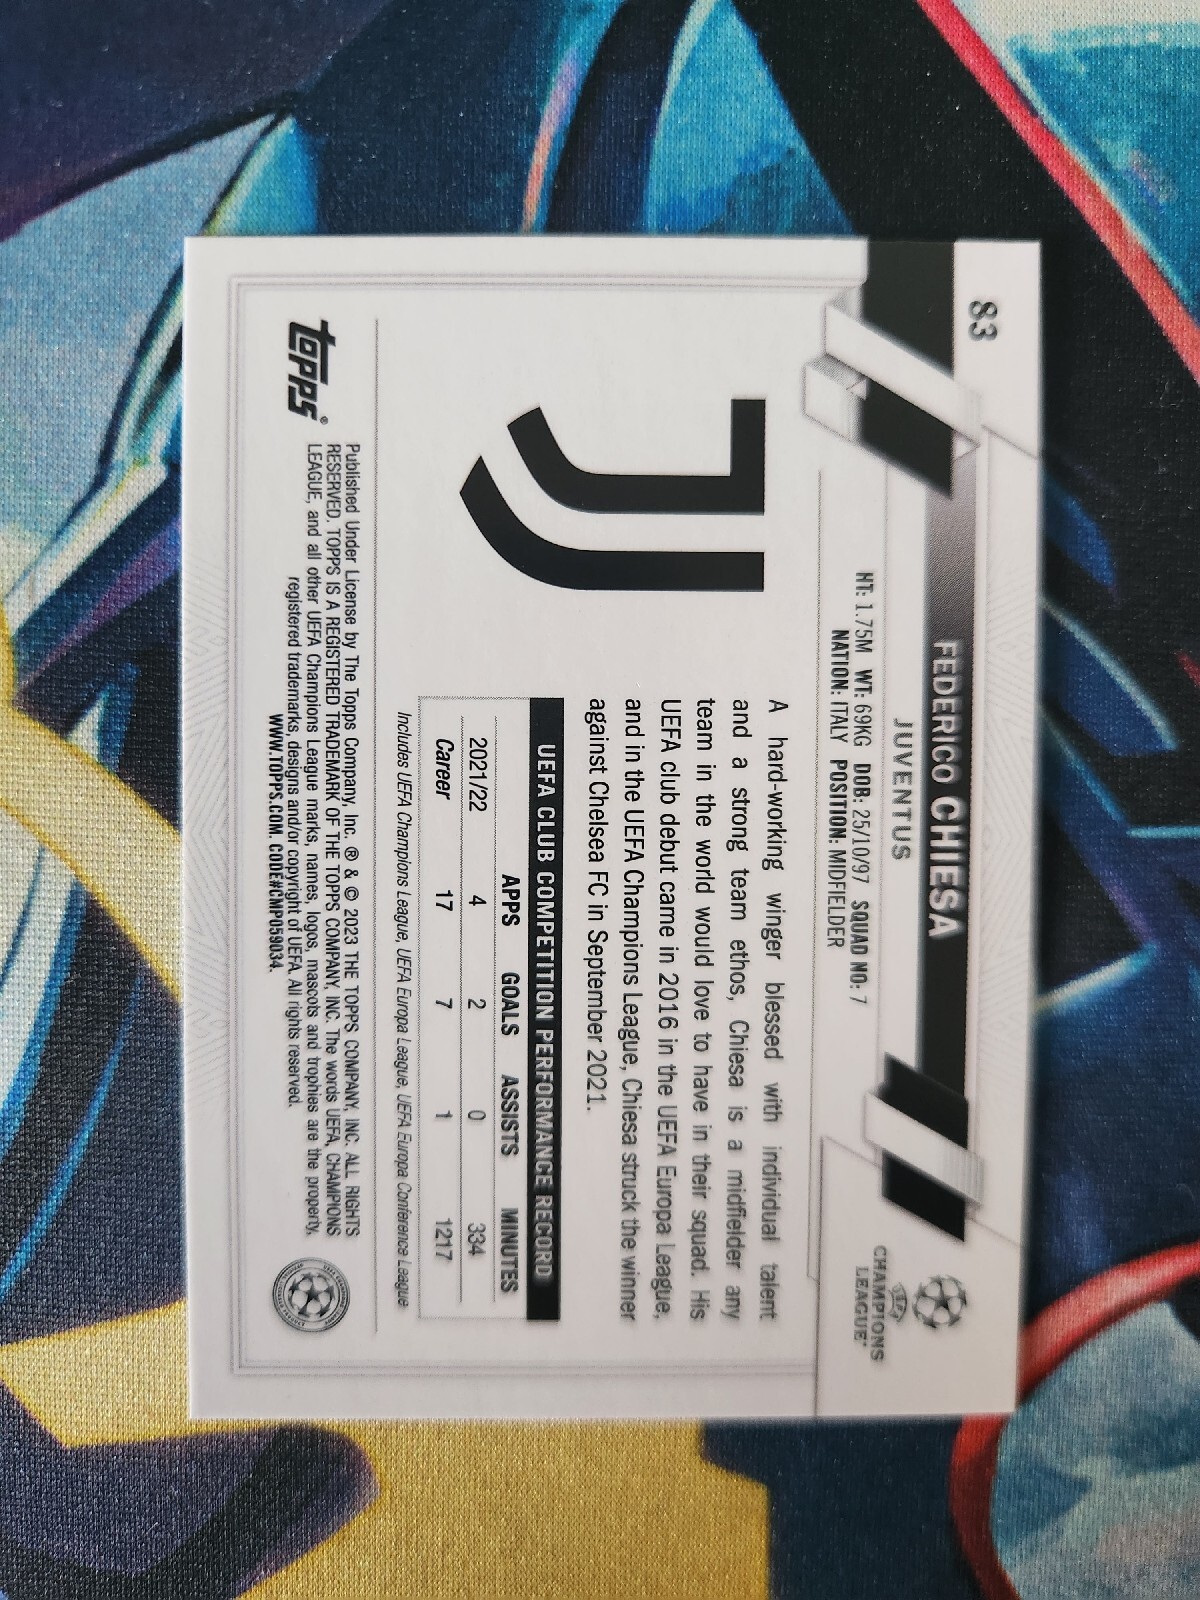 83
FEDERICO CHIESA
JUVENTUS
HT: 1.75M WT: 69KG DOB: 25/10/97 SQUAD NO: 7
NATION: ITALY POSITION: MIDFIELDER
UEFA
CHAMPIONS
LEAGUE
A hard-working winger blessed with individual talent
and a strong team ethos, Chiesa is a midfielder any
team in the world would love to have in their squad. His
UEFA club debut came in 2016 in the UEFA Europa League,
and in the UEFA Champions League, Chiesa struck the winner
against Chelsea FC in September 2021.
UEFA CLUB COMPETITION PERFORMANCE RECORD
APPS GOALS ASSISTS MINUTES
2021/22 4 2 0 334
Career 17 7 1 1217
Includes UEFA Champions League, UEFA Europa League, UEFA Europa Conference League
topps®
Published Under License by The Topps Company, Inc. ® & © 2023 THE TOPPS COMPANY, INC. ALL RIGHTS
RESERVED. TOPPS IS A REGISTERED TRADEMARK OF THE TOPPS COMPANY, INC. The words UEFA, CHAMPIONS
LEAGUE, and all other UEFA Champions League marks, names, logos, mascots and trophies are the property,
registered trademarks, designs and/or copyright of UEFA. All rights reserved.
WWW.TOPPS.COM. CODE#CMP059034.